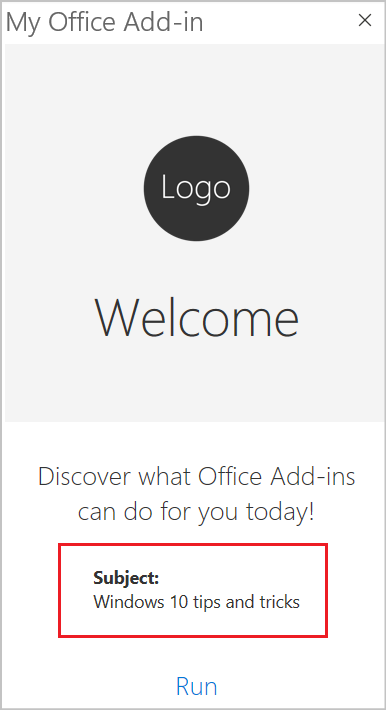 My Office Add-in
Logo
Welcome
Discover what Office Add-ins
can do for you today!
Subject:
Windows 10 tips and tricks
Run